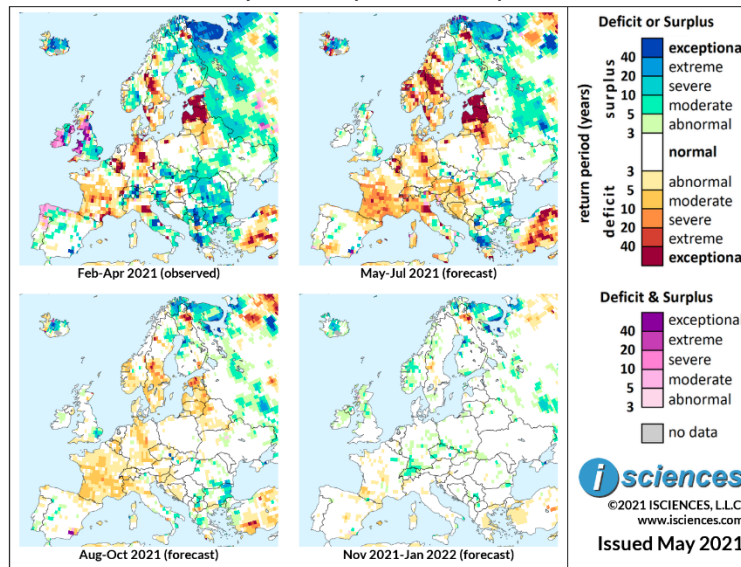 Feb-Apr 2021 (observed)
May-Jul 2021 (forecast)
Aug-Oct 2021 (forecast)
Nov 2021-Jan 2022 (forecast)
Deficit or Surplus
return period (years)
surplus
deficit
40
20
10
5
3
3
5
10
20
40
exceptional
extreme
severe
moderate
abnormal
normal
abnormal
moderate
severe
extreme
exceptional
Deficit & Surplus
40
20
10
5
3
exceptional
extreme
severe
moderate
abnormal
no data
i sciences
©2021 ISCIENCES, L.L.C.
www.isciences.com
Issued May 2021